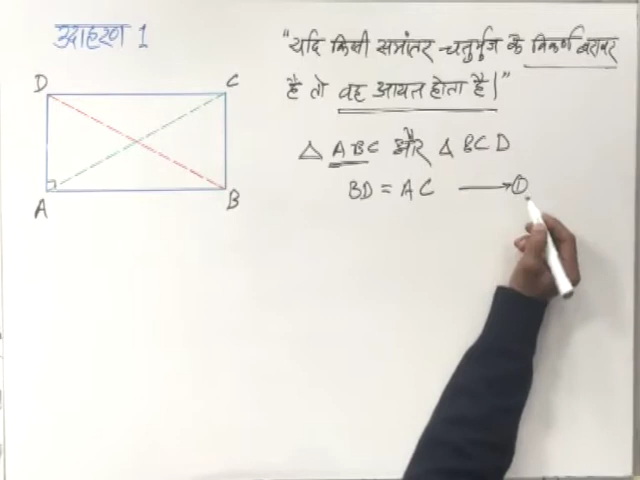 उदाहरण 1
"यदि किसी समांतर चतुर्भुज के विकर्ण बराबर
है तो वह आयत होता है।"
D
C
A
B
△ ABC और △ BCD
BD = AC ⟶ ①